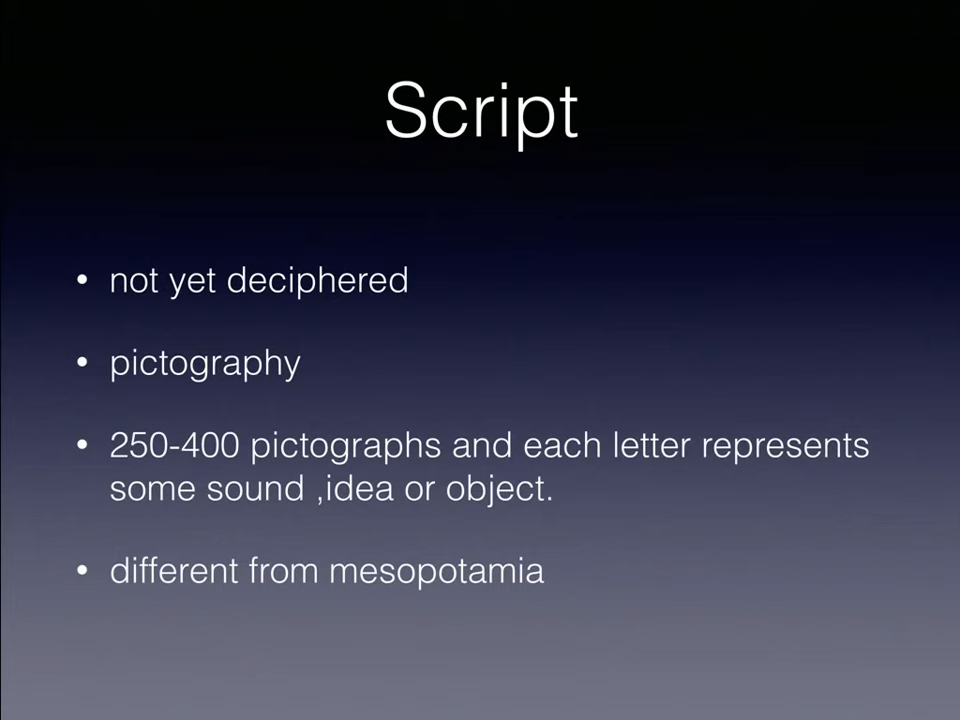 Script
• not yet deciphered
• pictography
• 250-400 pictographs and each letter represents
some sound ,idea or object.
• different from mesopotamia